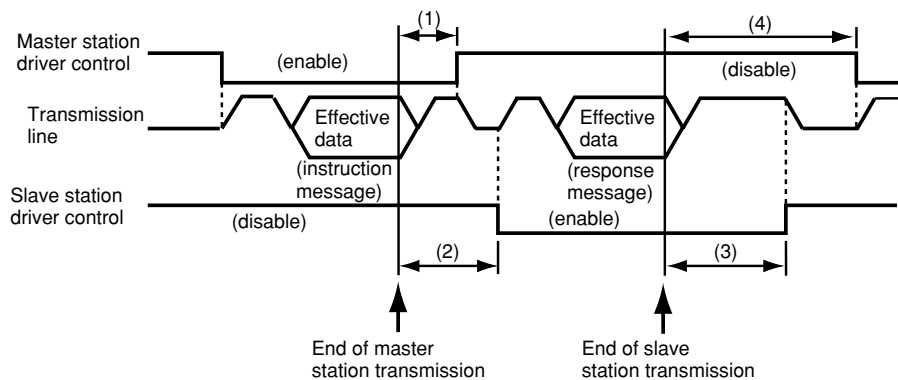 (1)
(4)
Master station
driver control
(enable)
(disable)
Transmission
line
Effective
data
Effective
data
(instruction
message)
(response
message)
Slave station
driver control
(disable)
(enable)
(2)
(3)
End of master
station transmission
End of slave
station transmission